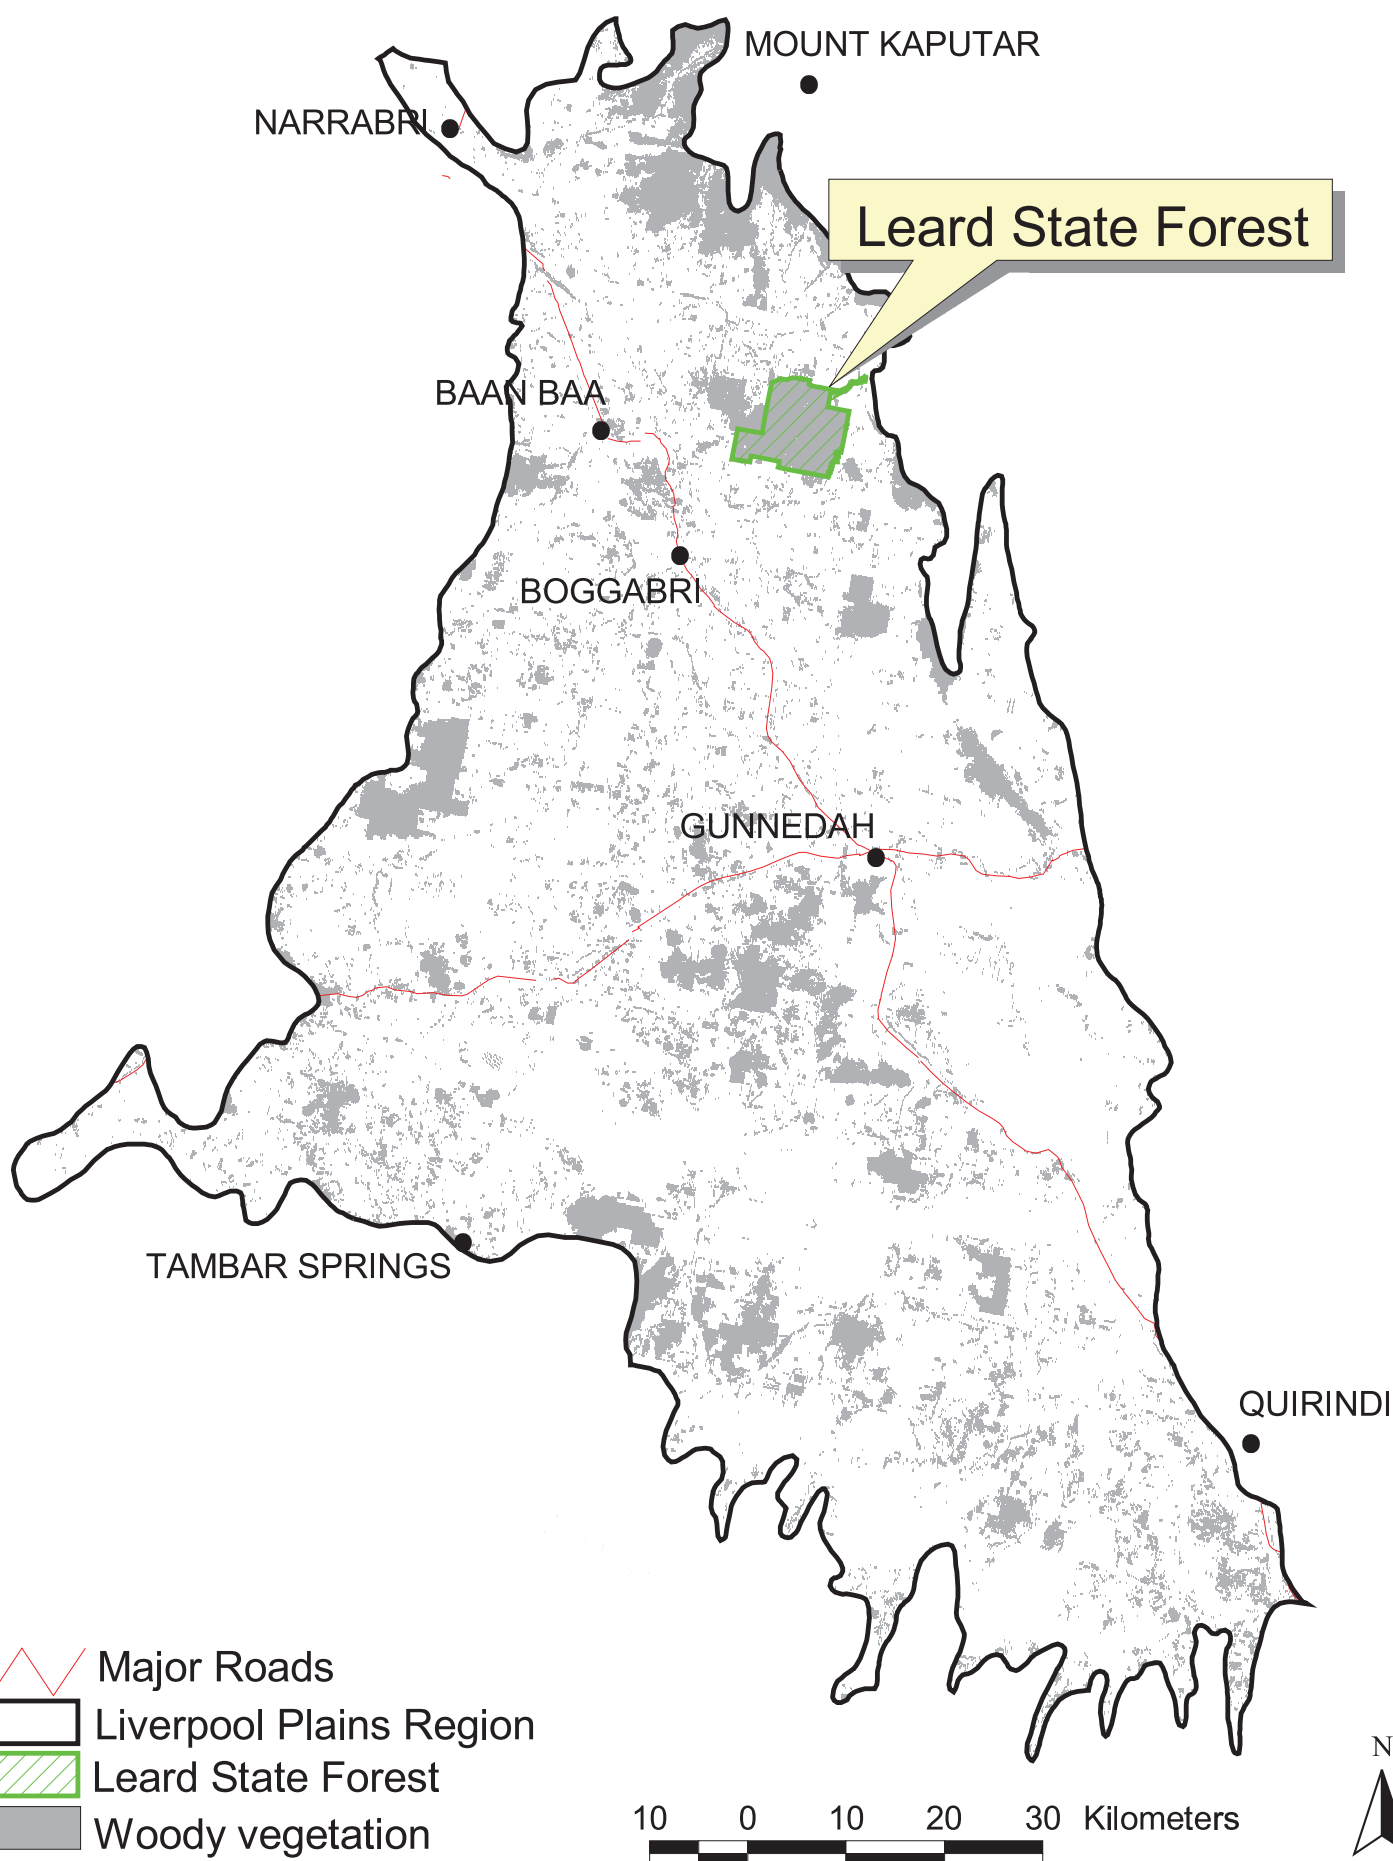 MOUNT KAPUTAR
NARRABRI
Leard State Forest
BAAN BAA
BOGGABRI
GUNNEDAH
TAMBAR SPRINGS
QUIRINDI
Major Roads
Liverpool Plains Region
Leard State Forest
Woody vegetation
10 0 10 20 30 Kilometers
N